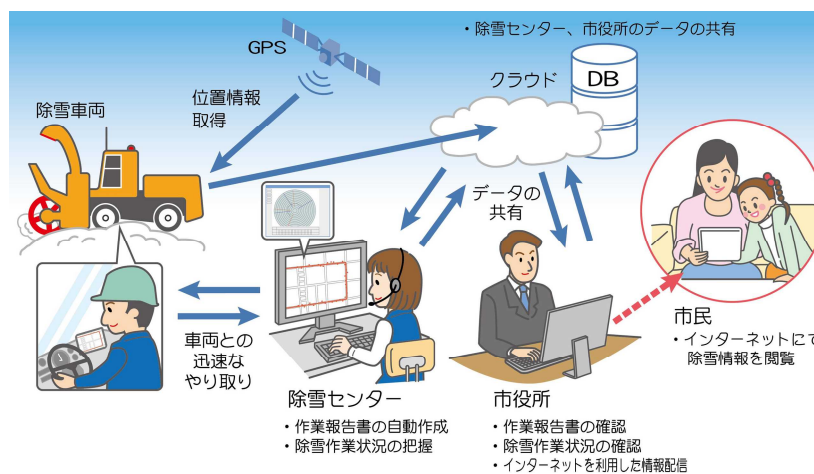 ・除雪センター、市役所のデータの共有
GPS
クラウド
DB
除雪車両
位置情報
取得
データの
共有
車両との
迅速な
やり取り
除雪センター
・作業報告書の自動作成
・除雪作業状況の把握
市役所
・作業報告書の確認
・除雪作業状況の確認
・インターネットを利用した情報配信
市民
・インターネットにて
除雪情報を閲覧